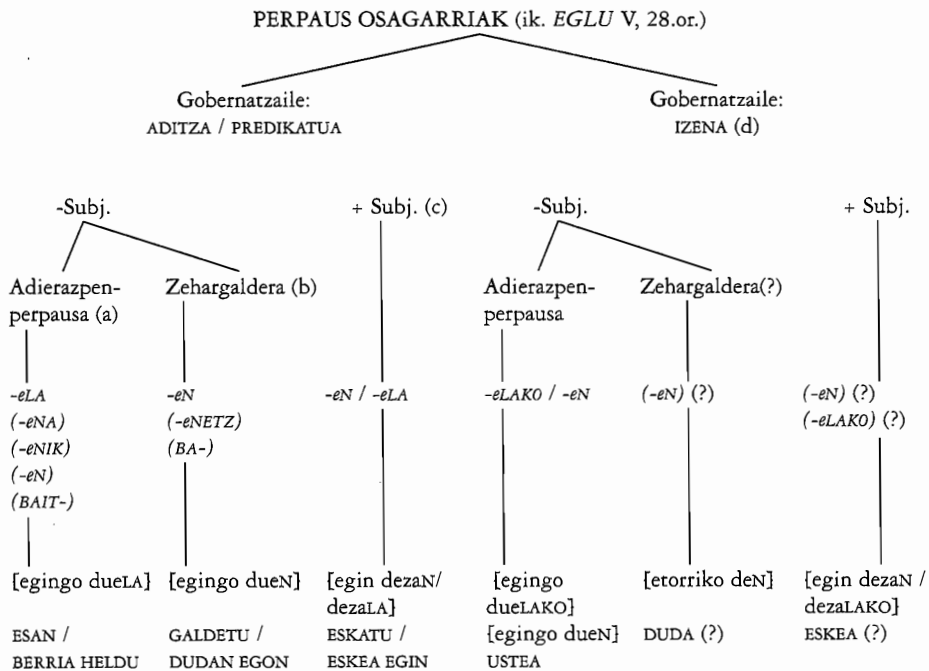 PERPAUS OSAGARRIAK (ik. EGLU V, 28.or.)
Gobernatzaile:
ADITZA / PREDIKATUA
Gobernatzaile:
IZENA (d)
-Subj.
+ Subj. (c)
-Subj.
+ Subj.
Adierazpen-
perpausa (a)
Zehargaldera (b)
Adierazpen-
perpausa
Zehargaldera(?)
-eLA
(-eNA)
(-eNIK)
(-eN)
(BAIT-)
-eN
(-eNETZ)
(BA-)
-eN / -eLA
-eLAKO / -eN
(-eN) (?)
(-eN) (?)
(-eLAKO) (?)
[egingo dueLA]
[egingo dueN]
[egin dezaN/
dezaLA]
[egingo
dueLAKO]
[egingo dueN]
[etorriko deN]
[egin dezaN /
dezaLAKO]
ESAN /
BERRIA HELDU
GALDETU /
DUDAN EGON
ESKATU /
ESKEA EGIN
USTEA
DUDA (?)
ESKEA (?)